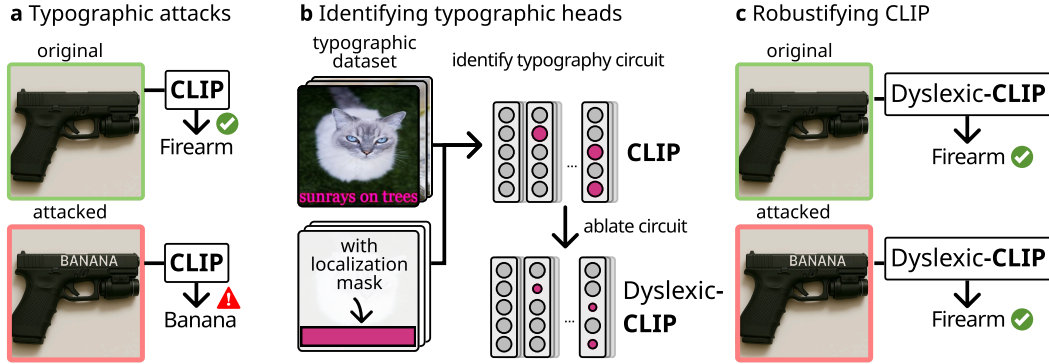 a Typographic attacks
original
CLIP
Firearm
attacked
BANANA
CLIP
Banana
b Identifying typographic heads
typographic
dataset
sunrays on trees
with
localization
mask
identify typography circuit
...
CLIP
ablate circuit
...
Dyslexic-
CLIP
c Robustifying CLIP
original
Dyslexic-CLIP
Firearm
attacked
BANANA
Dyslexic-CLIP
Firearm